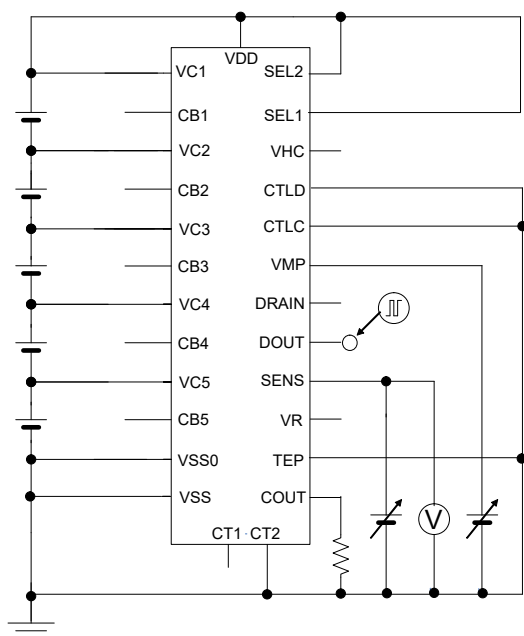 VDD
VC1
CB1
VC2
CB2
VC3
CB3
VC4
CB4
VC5
CB5
VSS0
VSS
SEL2
SEL1
VHC
CTLD
CTLC
VMP
DRAIN
DOUT
SENS
VR
TEP
COUT
CT1 CT2
V